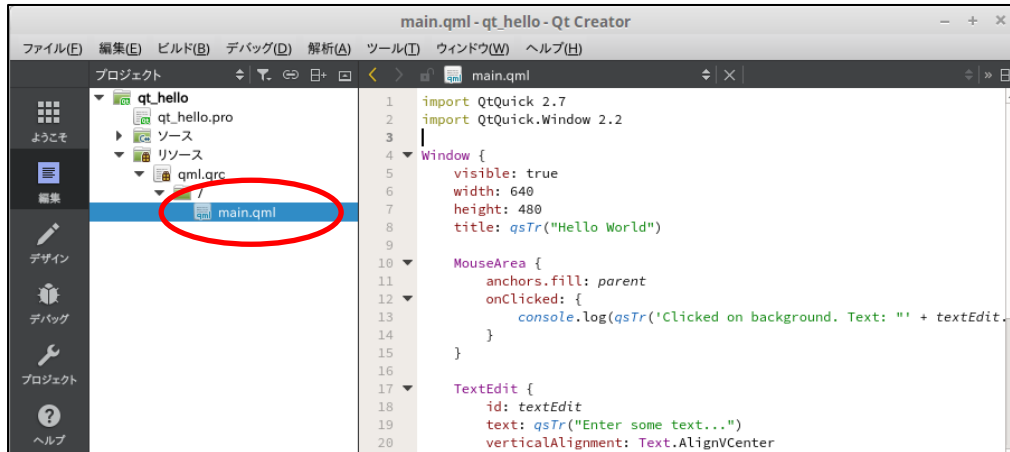 main.qml - qt_hello - Qt Creator
ファイル(F) 編集(E) ビルド(B) デバッグ(D) 解析(A) ツール(T) ウィンドウ(W) ヘルプ(H)
プロジェクト
main.qml
ようこそ
編集
デザイン
デバッグ
プロジェクト
ヘルプ
qt_hello
qt_hello.pro
ソース
リソース
qml.qrc
/
main.qml
1 import QtQuick 2.7
2 import QtQuick.Window 2.2
3
4 Window {
5 visible: true
6 width: 640
7 height: 480
8 title: qsTr("Hello World")
9
10 MouseArea {
11 anchors.fill: parent
12 onClicked: {
13 console.log(qsTr('Clicked on background. Text: "' + textEdit.
14 }
15 }
16
17 TextEdit {
18 id: textEdit
19 text: qsTr("Enter some text...")
20 verticalAlignment: Text.AlignVCenter